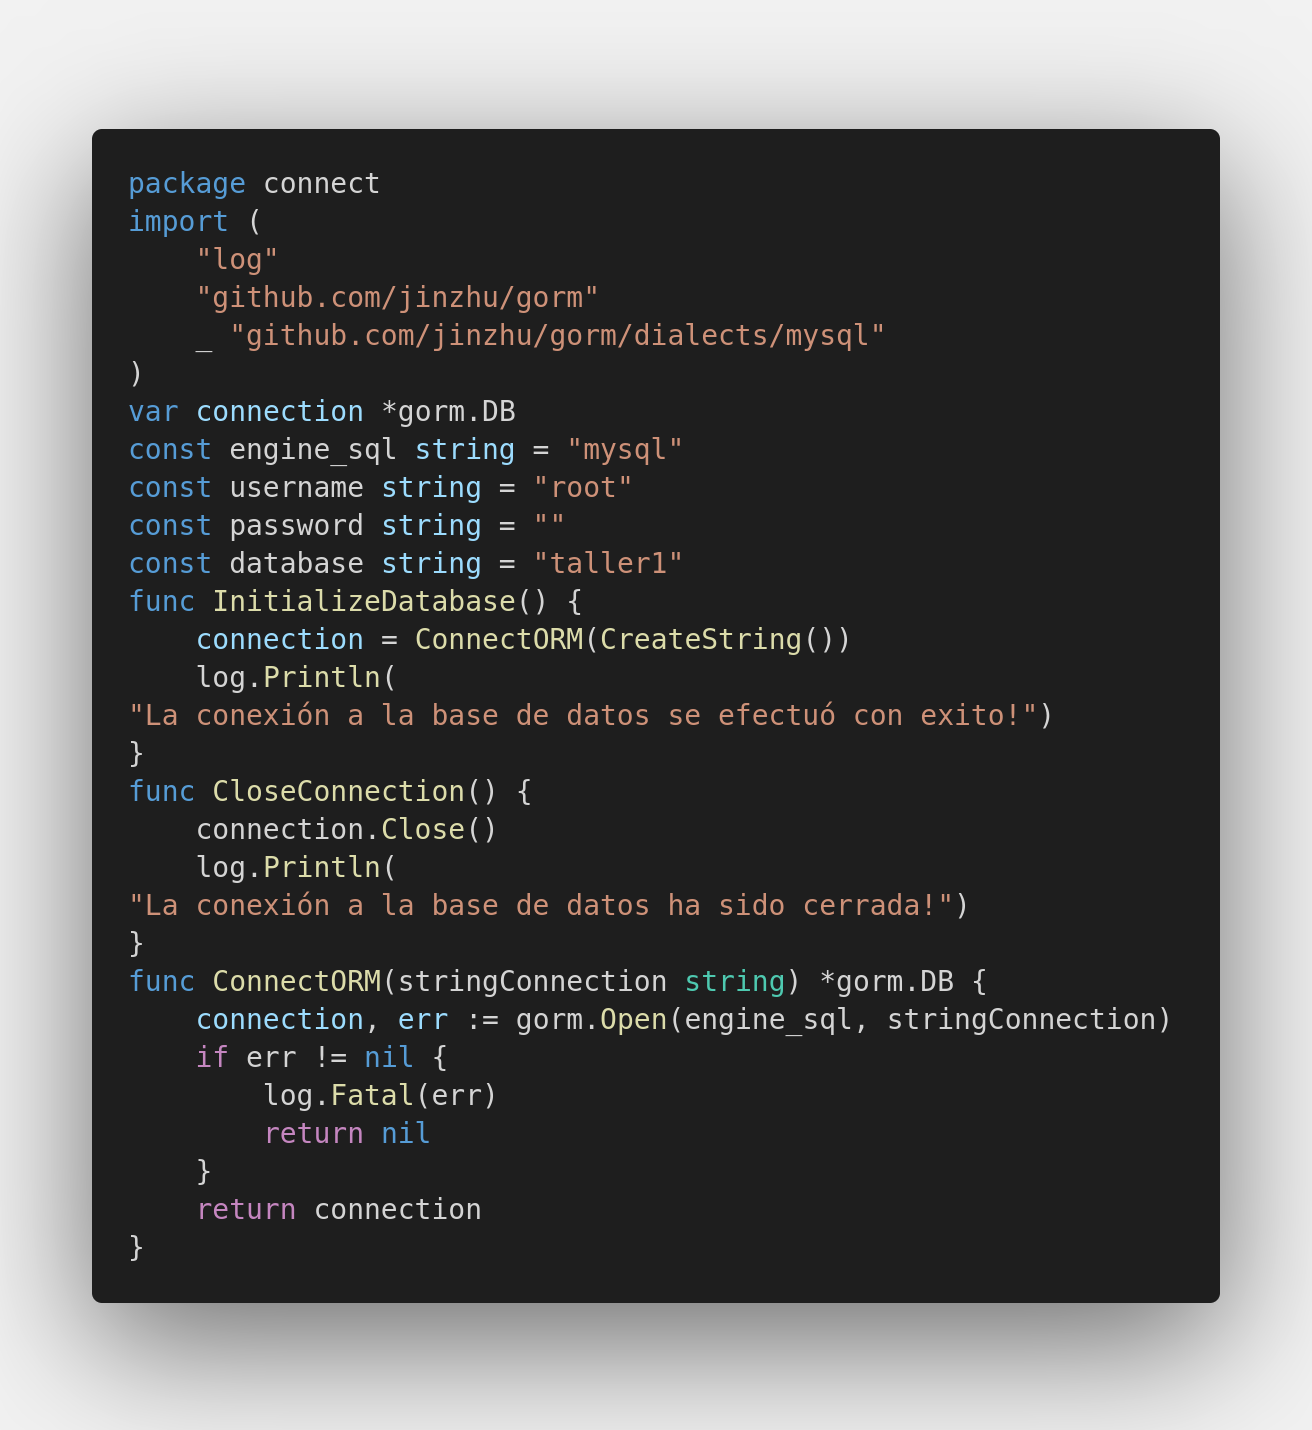 package connect
import (
    "log"
    "github.com/jinzhu/gorm"
    _ "github.com/jinzhu/gorm/dialects/mysql"
)
var connection *gorm.DB
const engine_sql string = "mysql"
const username string = "root"
const password string = ""
const database string = "taller1"
func InitializeDatabase() {
    connection = ConnectORM(CreateString())
    log.Println(
"La conexión a la base de datos se efectuó con exito!")
}
func CloseConnection() {
    connection.Close()
    log.Println(
"La conexión a la base de datos ha sido cerrada!")
}
func ConnectORM(stringConnection string) *gorm.DB {
    connection, err := gorm.Open(engine_sql, stringConnection)
    if err != nil {
        log.Fatal(err)
        return nil
    }
    return connection
}